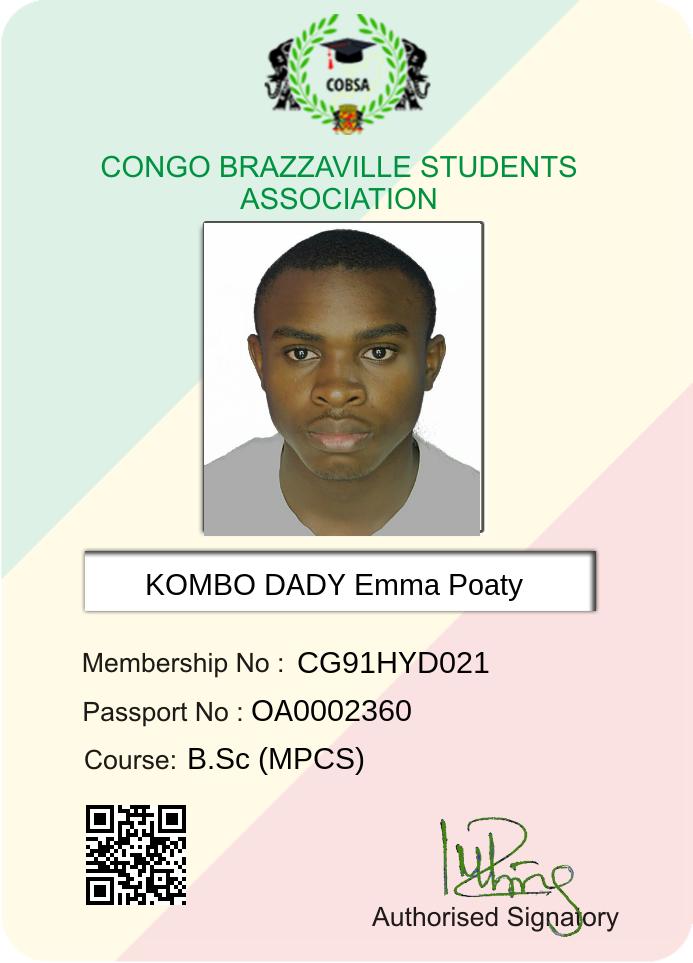 COBSA
CONGO BRAZZAVILLE STUDENTS
ASSOCIATION
KOMBO DADY Emma Poaty
Membership No : CG91HYD021
Passport No : OA0002360
Course: B.Sc (MPCS)
Authorised Signatory